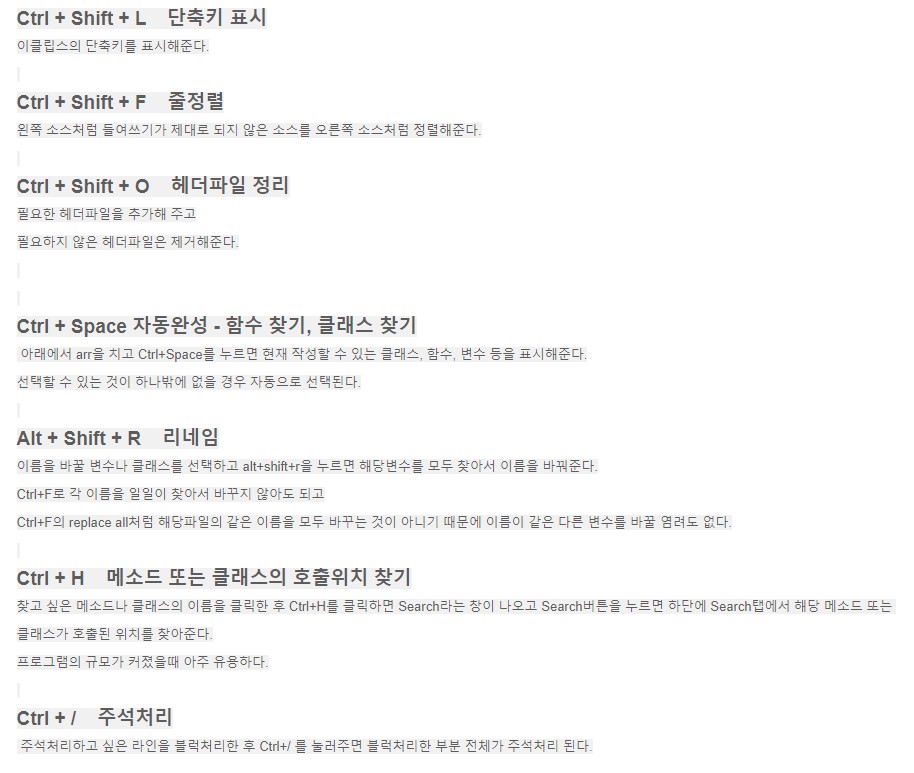 Ctrl + Shift + L 단축키 표시
이클립스의 단축키를 표시해준다.
Ctrl + Shift + F 줄정렬
왼쪽 소스처럼 들여쓰기가 제대로 되지 않은 소스를 오른쪽 소스처럼 정렬해준다.
Ctrl + Shift + O 헤더파일 정리
필요한 헤더파일을 추가해 주고
필요하지 않은 헤더파일은 제거해준다.
Ctrl + Space 자동완성 - 함수 찾기, 클래스 찾기
아래에서 arr을 치고 Ctrl+Space를 누르면 현재 작성할 수 있는 클래스, 함수, 변수 등을 표시해준다.
선택할 수 있는 것이 하나밖에 없을 경우 자동으로 선택된다.
Alt + Shift + R 리네임
이름을 바꿀 변수나 클래스를 선택하고 alt+shift+r을 누르면 해당변수를 모두 찾아서 이름을 바꿔준다.
Ctrl+F로 각 이름을 일일이 찾아서 바꾸지 않아도 되고
Ctrl+F의 replace all처럼 해당파일의 같은 이름을 모두 바꾸는 것이 아니기 때문에 이름이 같은 다른 변수를 바꿀 염려도 없다.
Ctrl + H 메소드 또는 클래스의 호출위치 찾기
찾고 싶은 메소드나 클래스의 이름을 클릭한 후 Ctrl+H를 클릭하면 Search라는 창이 나오고 Search버튼을 누르면 하단에 Search탭에서 해당 메소드 또는
클래스가 호출된 위치를 찾아준다.
프로그램의 규모가 커졌을때 아주 유용하다.
Ctrl + / 주석처리
주석처리하고 싶은 라인을 블럭처리한 후 Ctrl+/ 를 눌러주면 블럭처리한 부분 전체가 주석처리 된다.